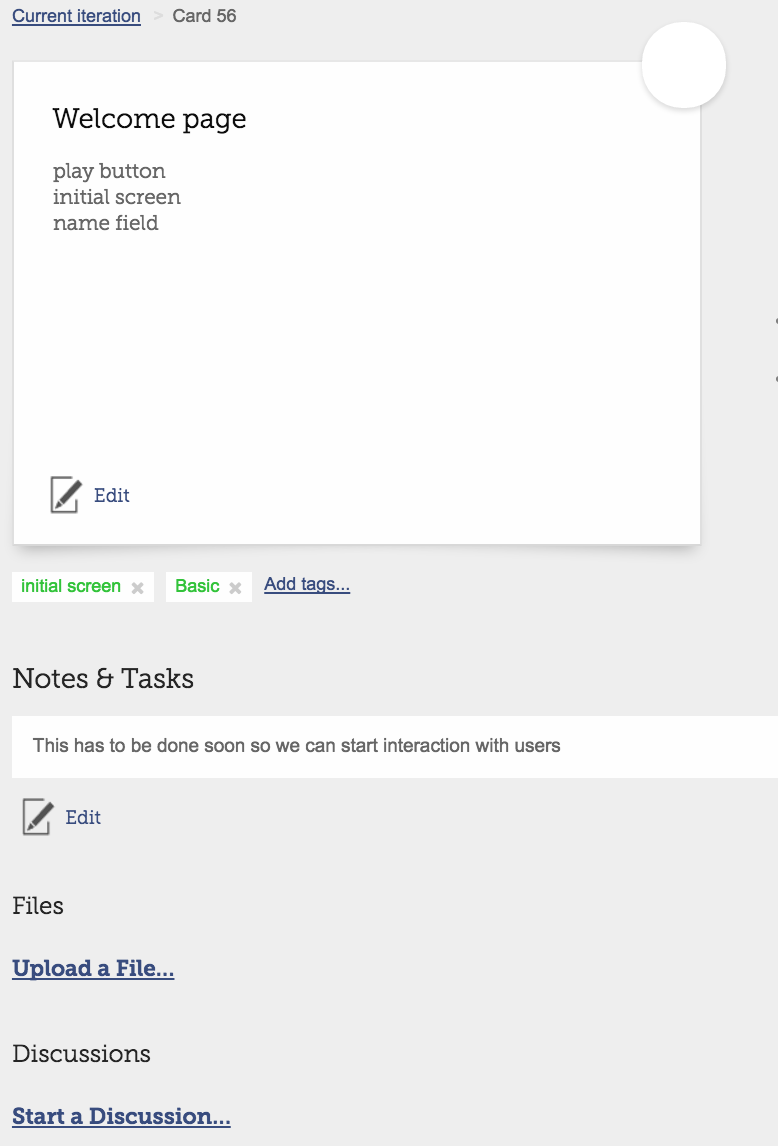 Current iteration > Card 56
Welcome page
play button
initial screen
name field
Edit
initial screen × Basic × Add tags...
Notes & Tasks
This has to be done soon so we can start interaction with users
Edit
Files
Upload a File...
Discussions
Start a Discussion...